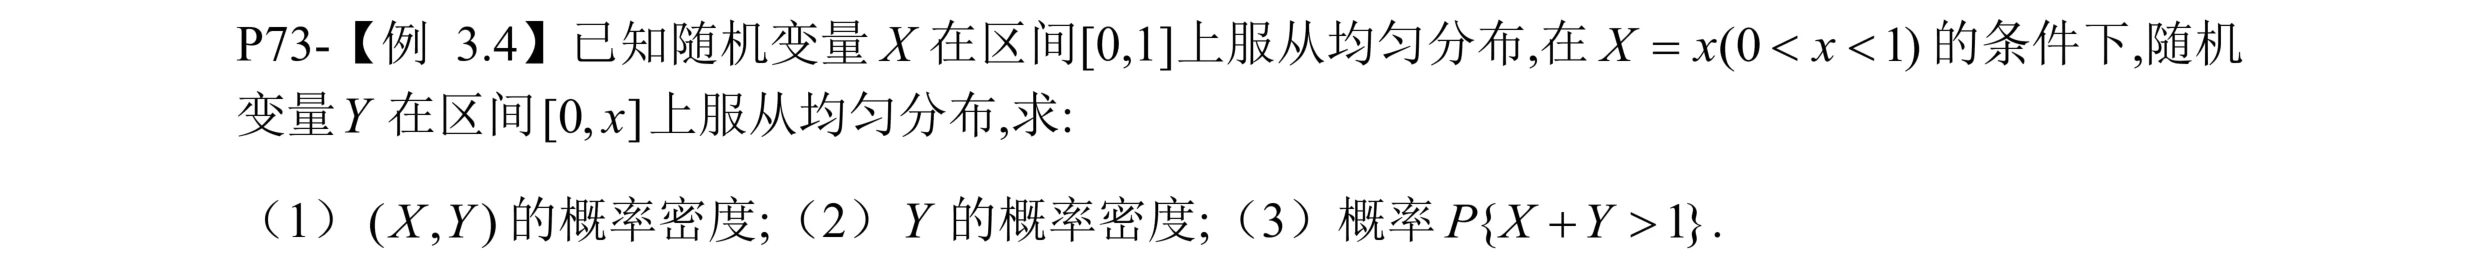 P73-【例 3.4】已知随机变量 X 在区间[0,1]上服从均匀分布,在 X = x(0 < x < 1) 的条件下,随机
变量 Y 在区间[0, x]上服从均匀分布,求:
（1）(X,Y) 的概率密度;（2）Y 的概率密度;（3）概率 P{X + Y > 1}.